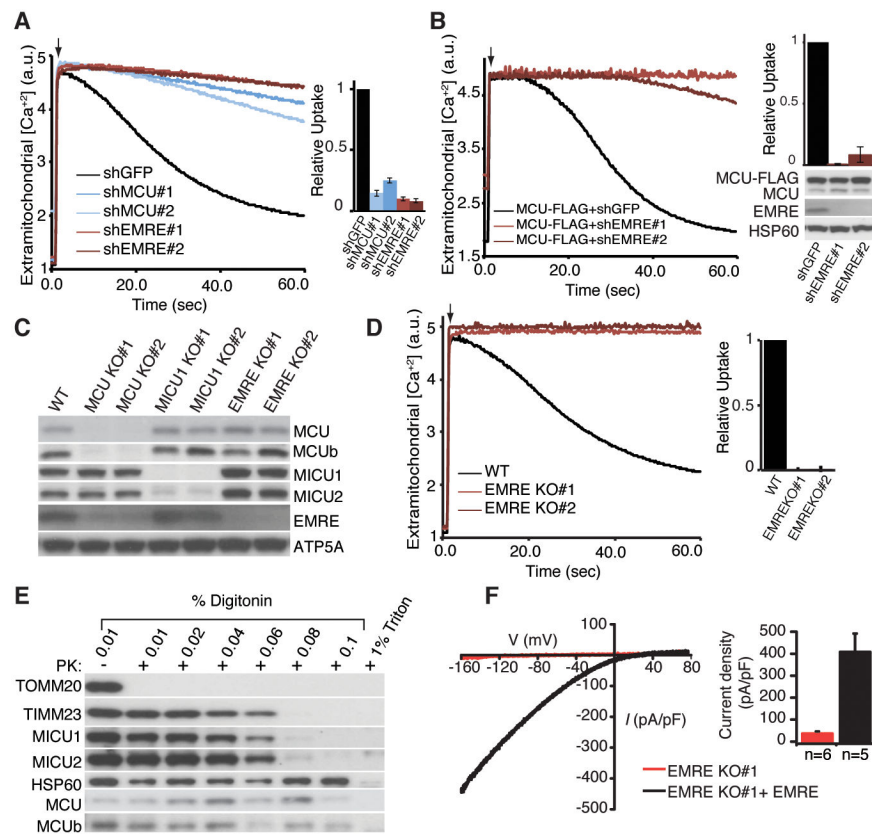 A
Extramitochondrial [Ca+2] (a.u.)
5
4
3
2
1
0.0
20.0
40.0
60.0
Time (sec)
shGFP
shMCU#1
shMCU#2
shEMRE#1
shEMRE#2
Relative Uptake
1
0.5
0
shGFP
shMCU#1
shMCU#2
shEMRE#1
shEMRE#2
B
Extramitochondrial [Ca+2] (a.u.)
4.5
3.5
2.5
1.5
0.0
20.0
40.0
60.0
Time (sec)
MCU-FLAG+shGFP
MCU-FLAG+shEMRE#1
MCU-FLAG+shEMRE#2
Relative Uptake
1
0.5
0
MCU-FLAG
MCU
EMRE
HSP60
shGFP
shEMRE#1
shEMRE#2
C
WT
MCU KO#1
MCU KO#2
MICU1 KO#1
MICU1 KO#2
EMRE KO#1
EMRE KO#2
MCU
MCUb
MICU1
MICU2
EMRE
ATP5A
D
Extramitochondrial [Ca+2] (a.u.)
5
4
3
2
1
0.0
20.0
40.0
60.0
Time (sec)
WT
EMRE KO#1
EMRE KO#2
Relative Uptake
1
0.5
0
WT
EMREKO#1
EMREKO#2
E
% Digitonin
0.01
0.01
0.02
0.04
0.06
0.08
0.1
1% Triton
PK: - + + + + + + +
TOMM20
TIMM23
MICU1
MICU2
HSP60
MCU
MCUb
F
V (mV)
-160
-120
-80
-40
40
80
100
-100
-200
-300
-400
-500
I (pA/pF)
EMRE KO#1
EMRE KO#1+ EMRE
Current density
(pA/pF)
500
400
300
200
100
0
n=6
n=5